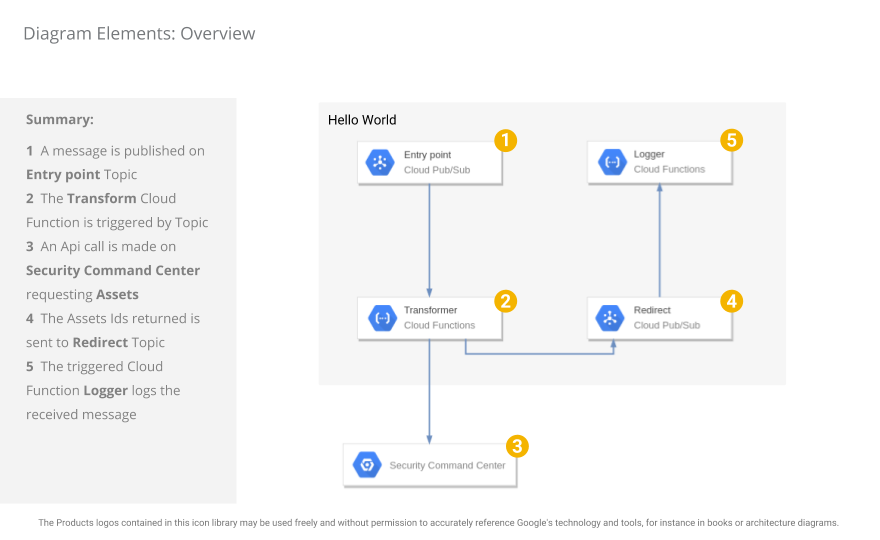 Diagram Elements: Overview
Summary:
1 A message is published on
Entry point Topic
2 The Transform Cloud
Function is triggered by Topic
3 An Api call is made on
Security Command Center
requesting Assets
4 The Assets Ids returned is
sent to Redirect Topic
5 The triggered Cloud
Function Logger logs the
received message
Hello World
1
Entry point
Cloud Pub/Sub
5
Logger
Cloud Functions
2
Transformer
Cloud Functions
4
Redirect
Cloud Pub/Sub
3
Security Command Center
The Products logos contained in this icon library may be used freely and without permission to accurately reference Google's technology and tools, for instance in books or architecture diagrams.